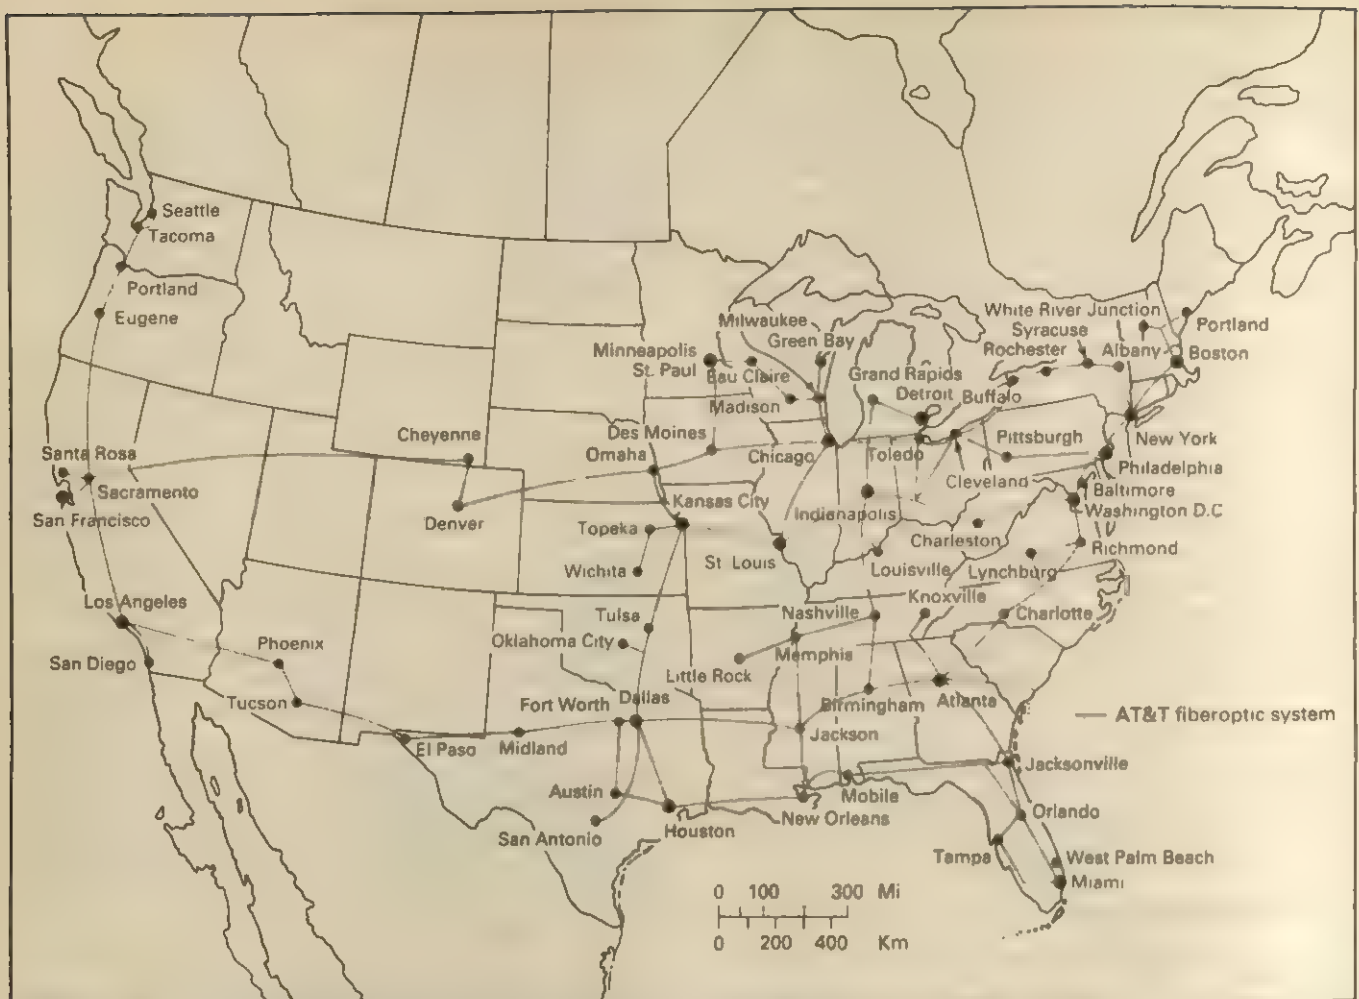 Seattle
Tacoma
Portland
Eugene
Santa Rosa
Sacramento
San Francisco
Los Angeles
San Diego
Phoenix
Tucson
El Paso
Midland
Cheyenne
Denver
Minneapolis
St. Paul
Eau Claire
Milwaukee
Green Bay
Madison
Des Moines
Omaha
Chicago
Kansas City
Topeka
Wichita
St Louis
Tulsa
Oklahoma City
Fort Worth
Dallas
Austin
San Antonio
Houston
Little Rock
Memphis
Nashville
Jackson
New Orleans
Mobile
Birmingham
Atlanta
Knoxville
Charlotte
Louisville
Indianapolis
Grand Rapids
Detroit
Toledo
Cleveland
Pittsburgh
Charleston
Lynchburg
Richmond
Washington D.C
Baltimore
Philadelphia
New York
Buffalo
Rochester
Syracuse
White River Junction
Albany
Boston
Portland
Jacksonville
Orlando
Tampa
West Palm Beach
Miami
AT&T fiberoptic system
0 100 300 Mi
0 200 400 Km